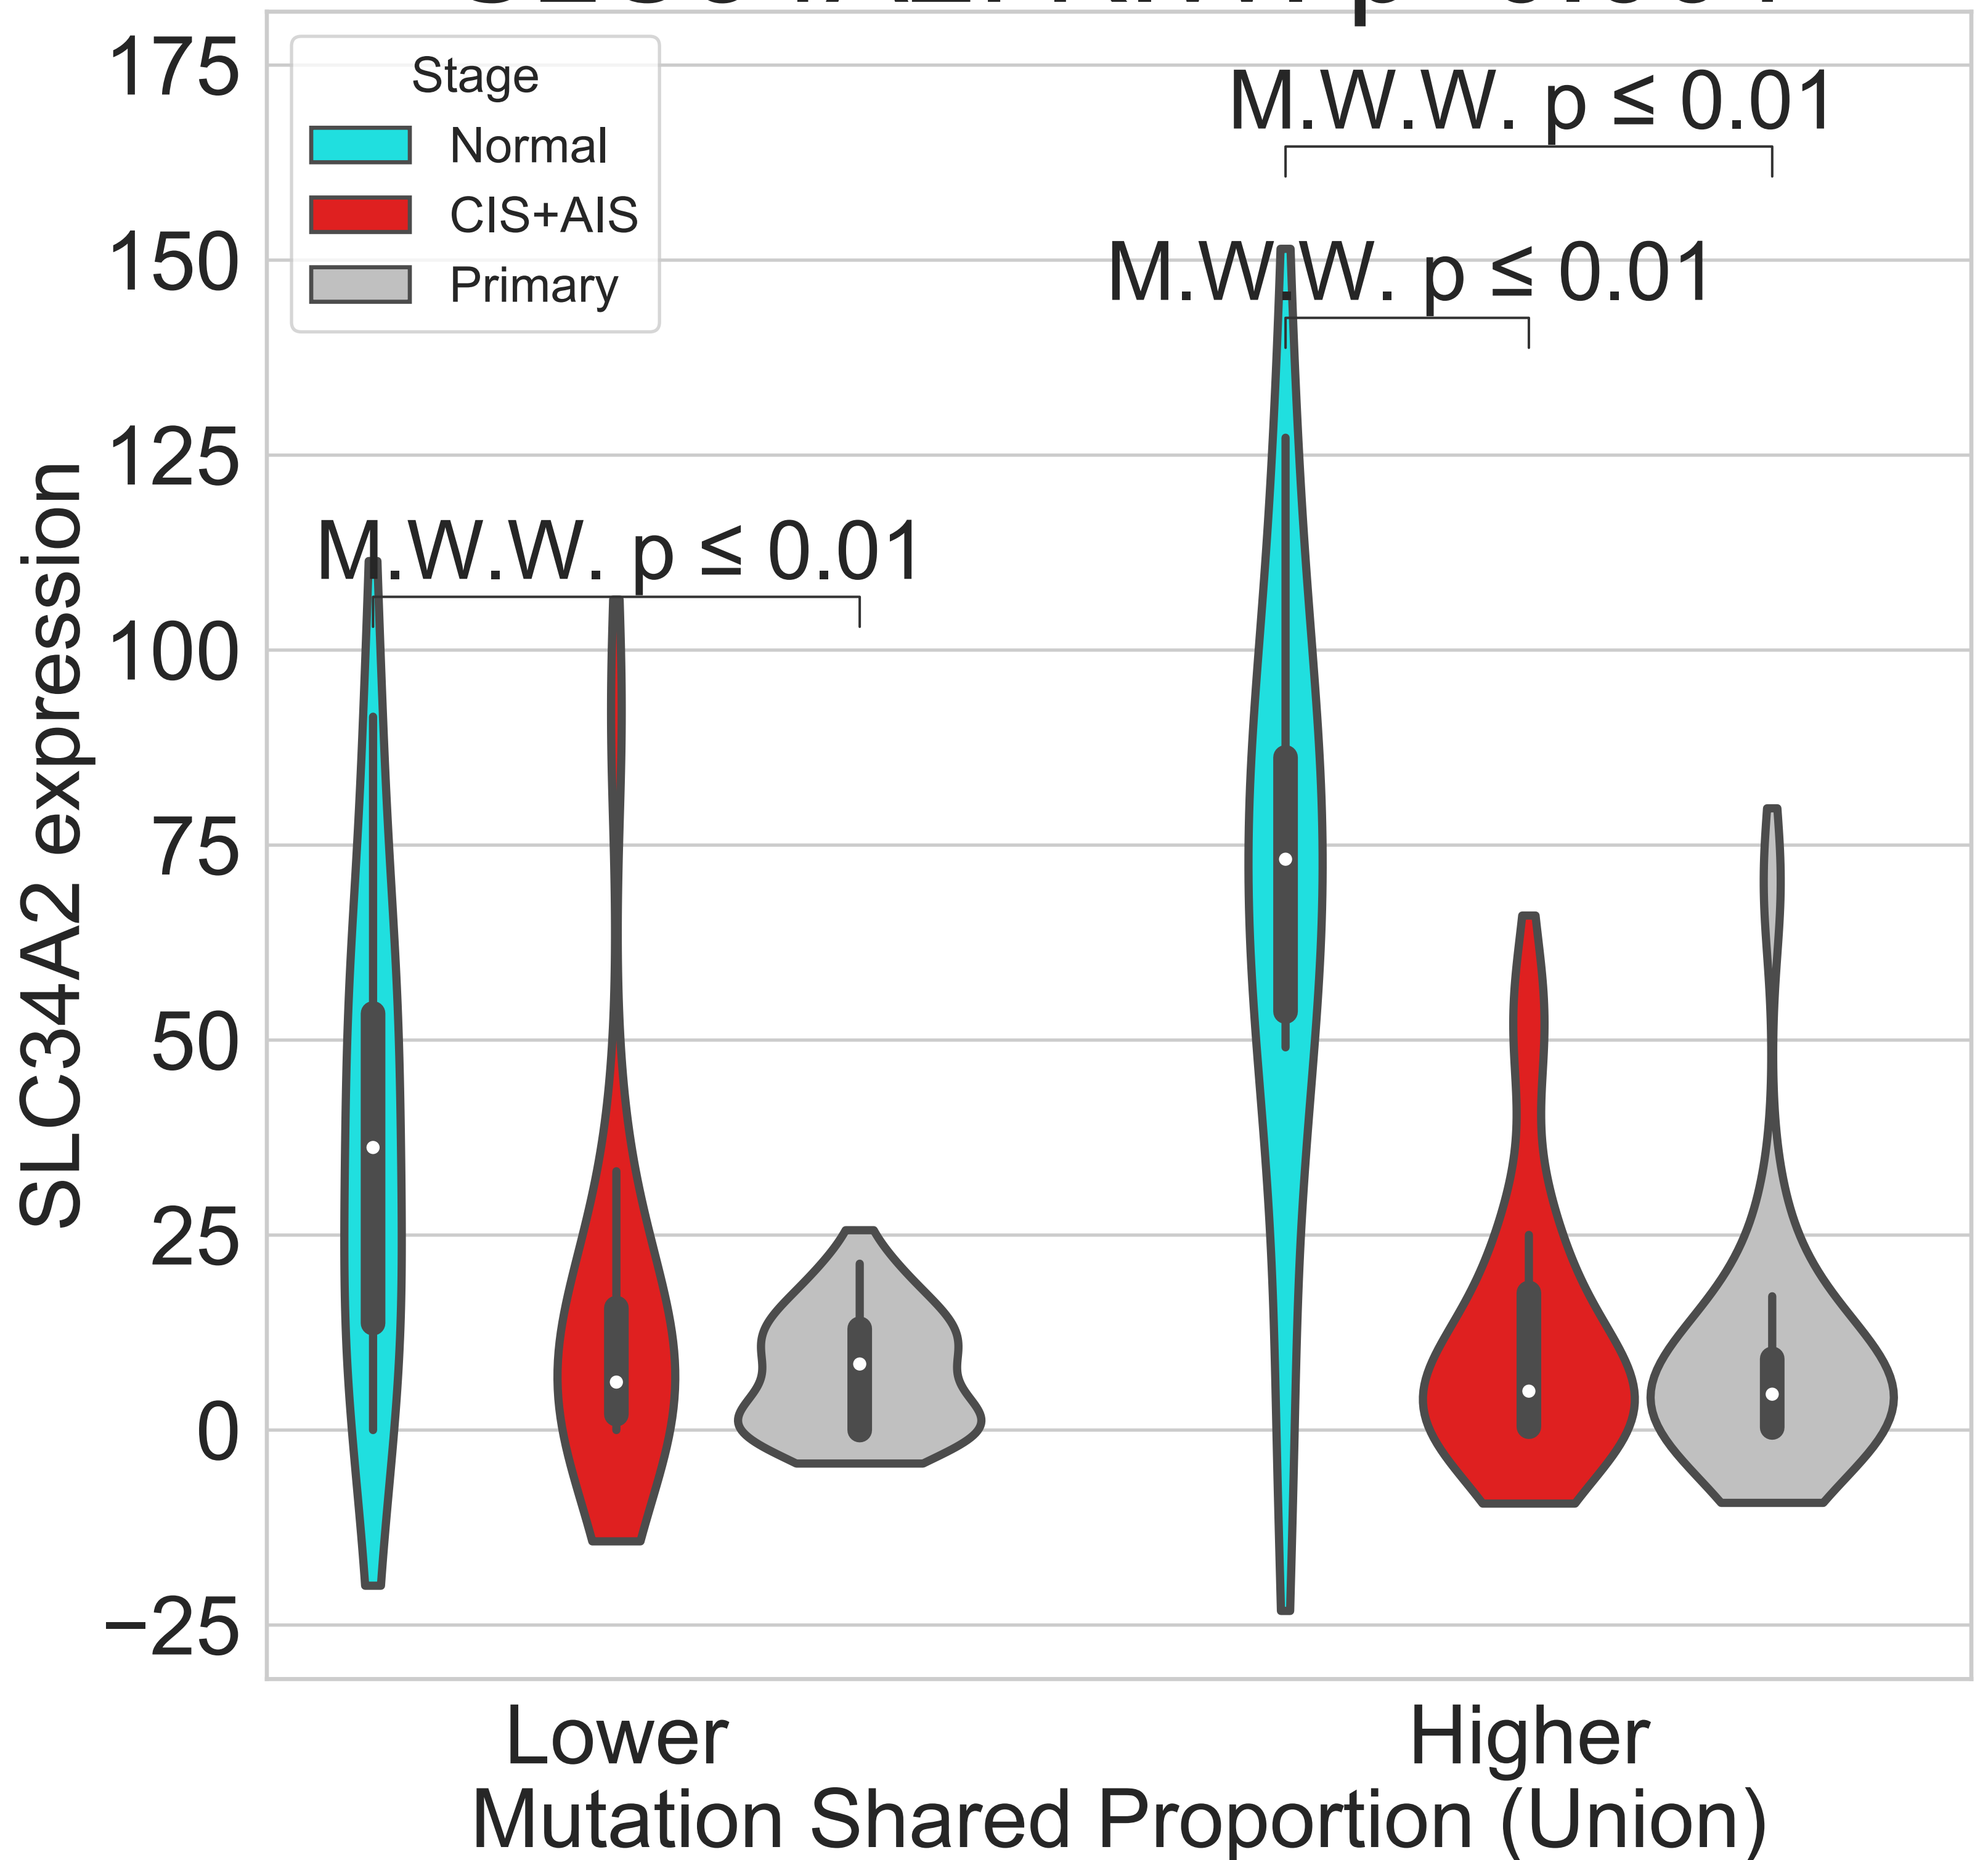 175
150
125
100
75
50
25
0
−25
SLC34A2 expression
Stage
Normal
CIS+AIS
Primary
M.W.W. p ≤ 0.01
M.W.W. p ≤ 0.01
M.W.W. p ≤ 0.01
Lower
Higher
Mutation Shared Proportion (Union)